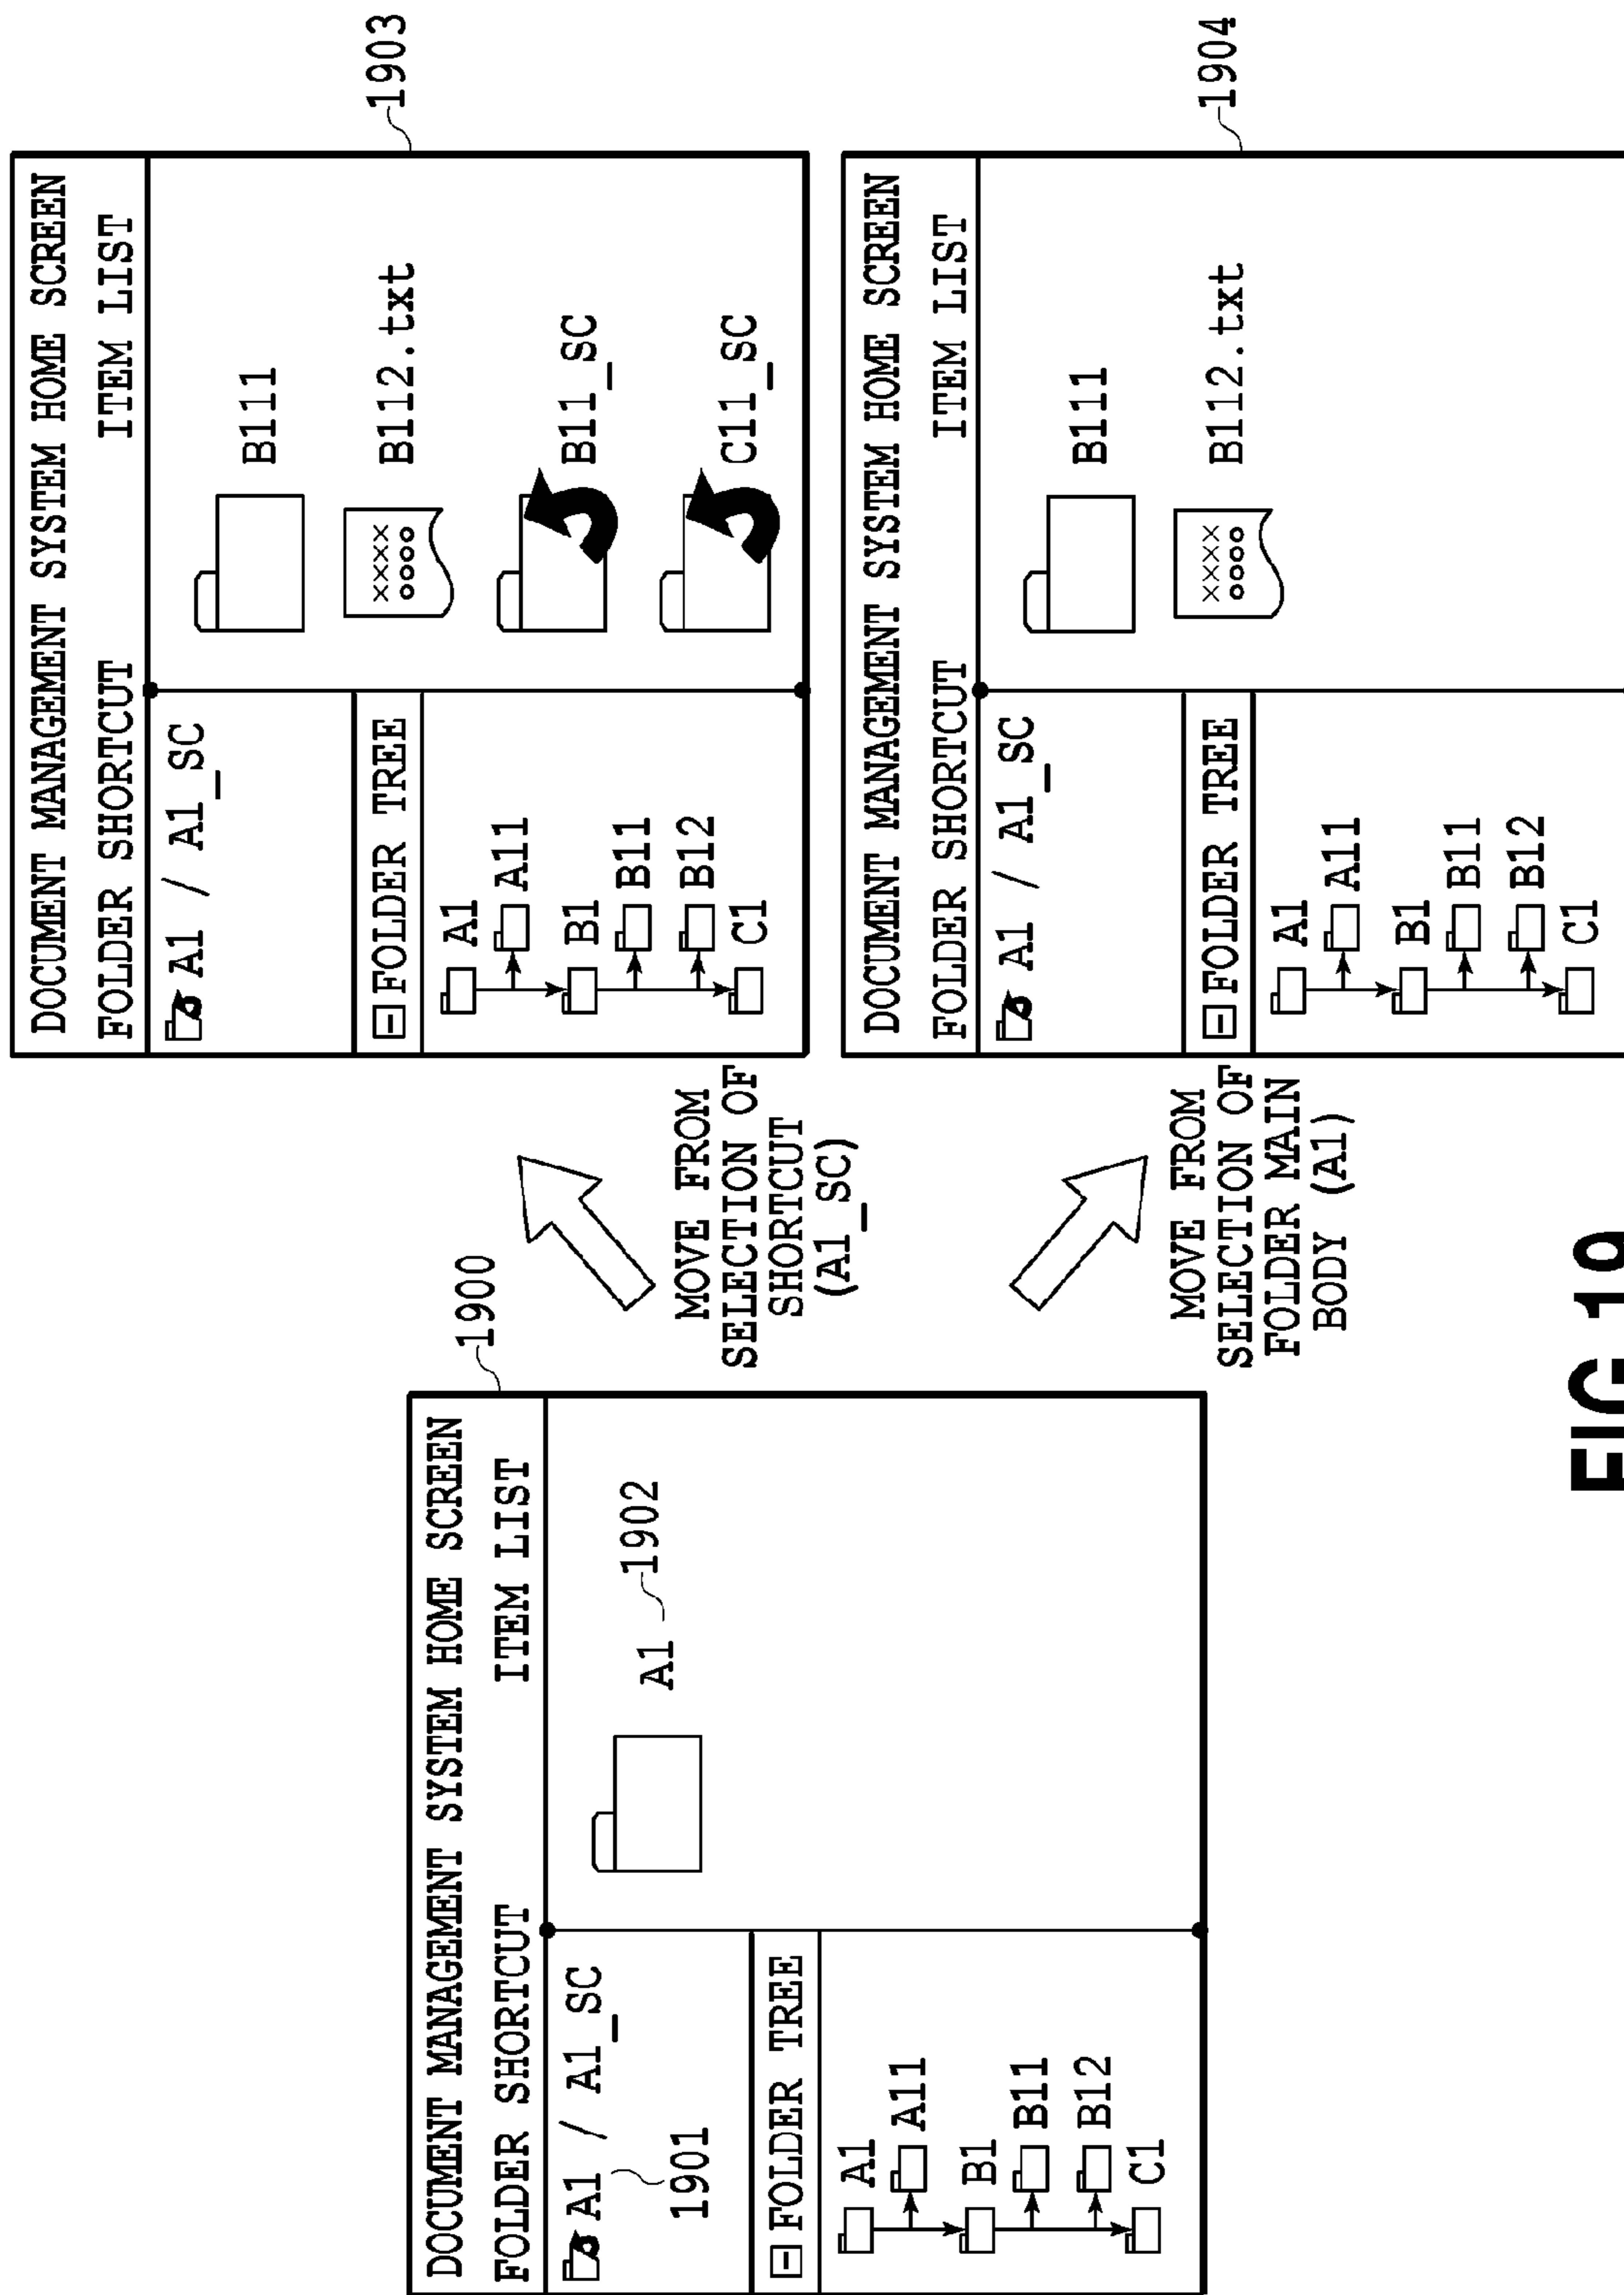 DOCUMENT MANAGEMENT SYSTEM HOME SCREEN
FOLDER SHORTCUT ITEM LIST
A1 / A1_SC
1901
FOLDER TREE
A1
A11
B1
B11
B12
C1
A1
1902
1900
MOVE FROM
SELECTION OF
SHORTCUT
(A1_SC)
MOVE FROM
SELECTION OF
FOLDER MAIN
BODY (A1)
DOCUMENT MANAGEMENT SYSTEM HOME SCREEN
FOLDER SHORTCUT ITEM LIST
A1 / A1_SC
FOLDER TREE
A1
A11
B1
B11
B12
C1
B111
B112.txt
B11_SC
C11_SC
1903
DOCUMENT MANAGEMENT SYSTEM HOME SCREEN
FOLDER SHORTCUT ITEM LIST
A1 / A1_SC
FOLDER TREE
A1
A11
B1
B11
B12
C1
B111
B112.txt
1904
FIG.19